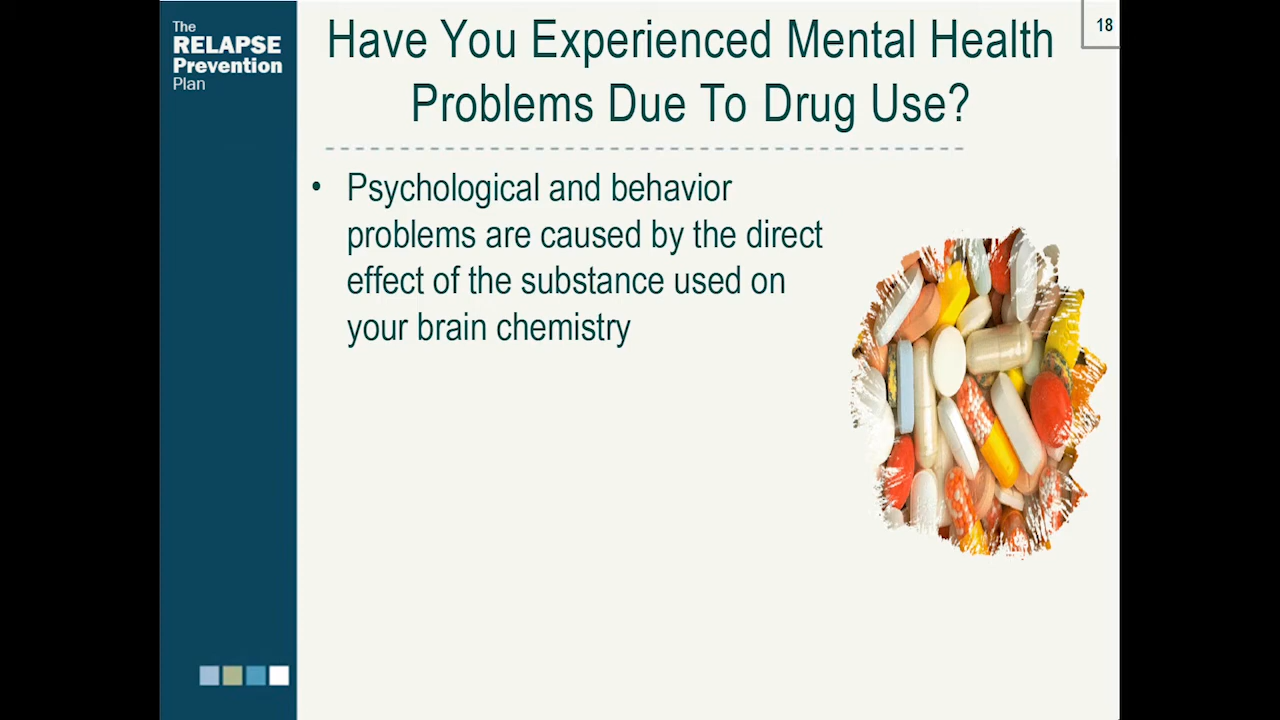 The
RELAPSE
Prevention
Plan
18
Have You Experienced Mental Health
Problems Due To Drug Use?
• Psychological and behavior
problems are caused by the direct
effect of the substance used on
your brain chemistry